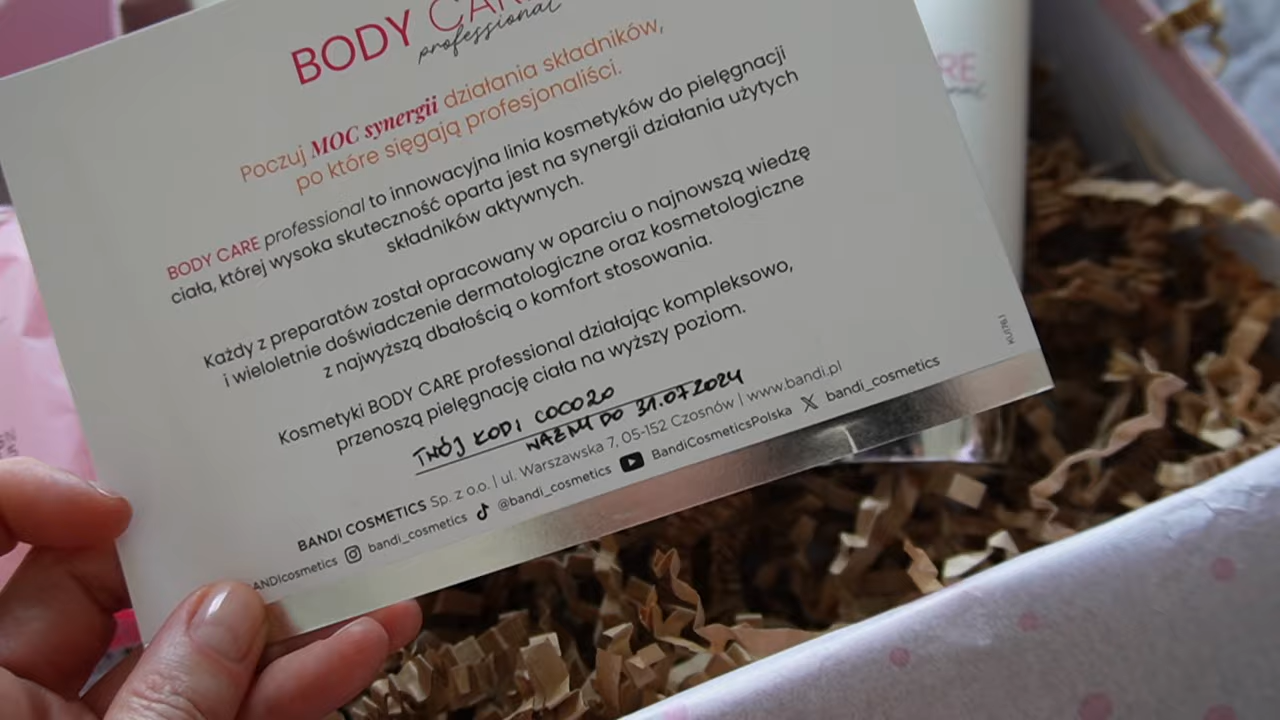 BODY CARE
professional
Poczuj MOC synergii działania składników,
po które sięgają profesjonaliści.
BODY CARE professional to innowacyjna linia kosmetyków do pielęgnacji
ciała, której wysoka skuteczność oparta jest na synergii działania użytych
składników aktywnych.
Każdy z preparatów został opracowany w oparciu o najnowszą wiedzę
i wieloletnie doświadczenie dermatologiczne oraz kosmetologiczne
z najwyższą dbałością o komfort stosowania.
Kosmetyki BODY CARE professional działając kompleksowo,
przenoszą pielęgnację ciała na wyższy poziom.
TWÓJ KOD: COCO20
WAŻNY DO 31.07.2024
BANDI COSMETICS Sp. z o.o. | ul. Warszawska 7, 05-152 Czosnów | www.bandi.pl
ANDIcosmetics bandi_cosmetics @bandi_cosmetics BandiCosmeticsPolska bandi_cosmetics
RE